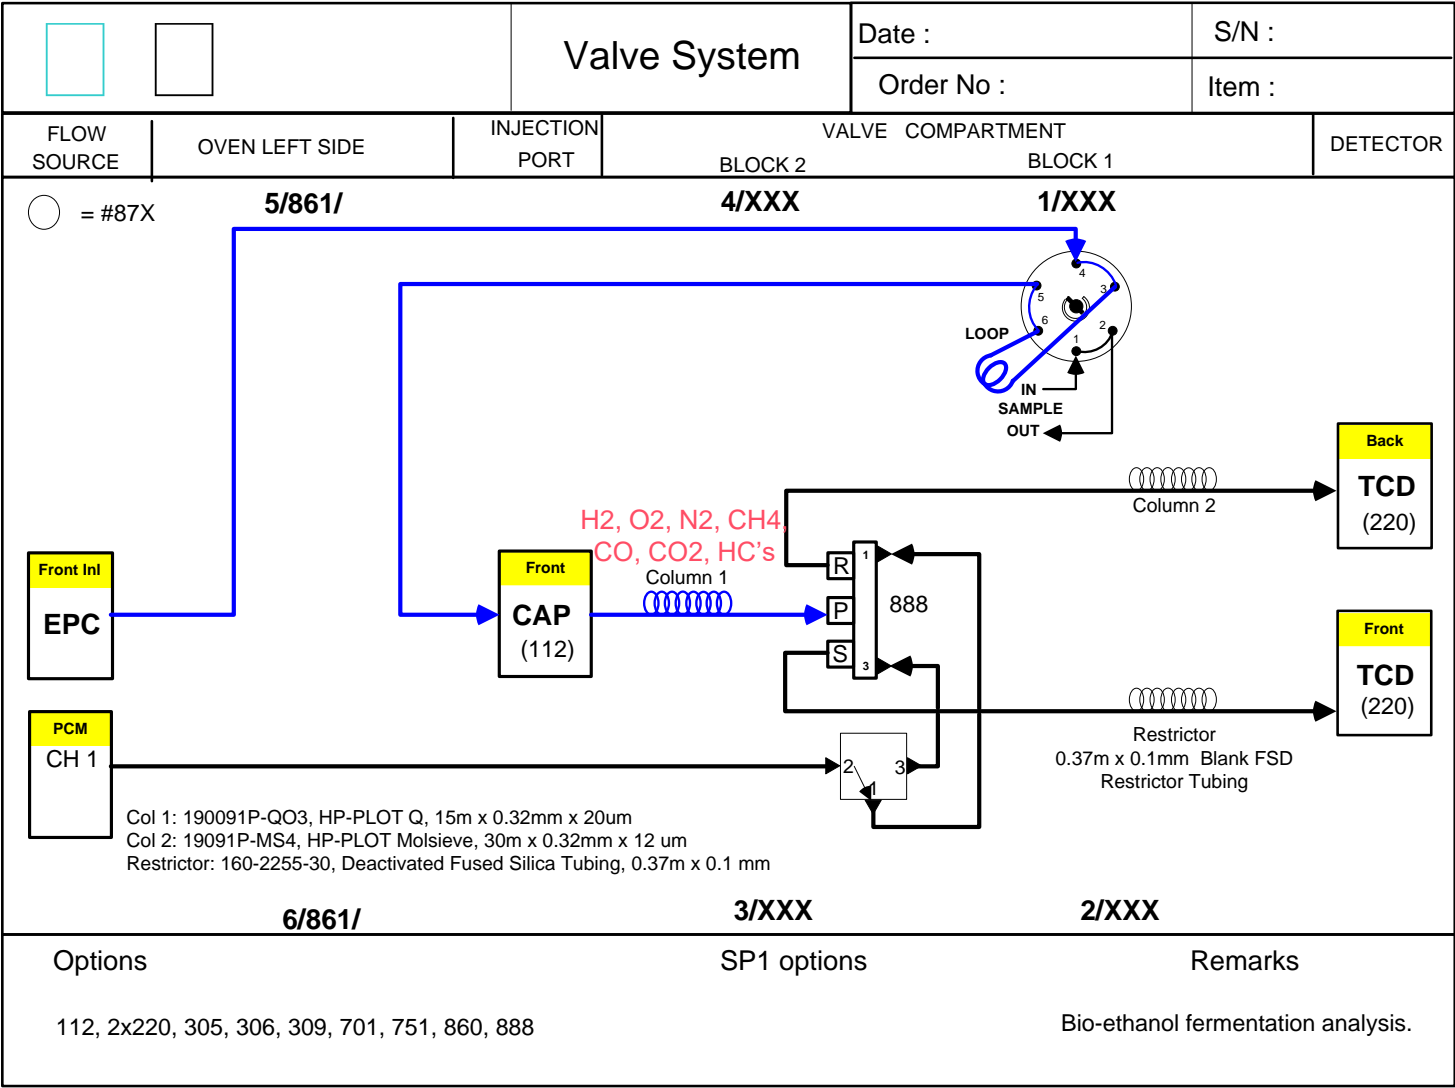 Valve System
Date :
S/N :
Order No :
Item :
FLOW SOURCE
OVEN LEFT SIDE
INJECTION PORT
VALVE COMPARTMENT
BLOCK 2
BLOCK 1
DETECTOR
= #87X
5/861/
4/XXX
1/XXX
4
5
3
6
2
1
LOOP
IN
SAMPLE
OUT
Back
TCD
(220)
Column 2
H2, O2, N2, CH4,
CO, CO2, HC's
Column 1
Front Inl
EPC
Front
CAP
(112)
R
1
P
888
S
3
Front
TCD
(220)
PCM
CH 1
2
3
1
Restrictor
0.37m x 0.1mm Blank FSD
Restrictor Tubing
Col 1: 190091P-QO3, HP-PLOT Q, 15m x 0.32mm x 20um
Col 2: 19091P-MS4, HP-PLOT Molsieve, 30m x 0.32mm x 12 um
Restrictor: 160-2255-30, Deactivated Fused Silica Tubing, 0.37m x 0.1 mm
6/861/
3/XXX
2/XXX
Options
SP1 options
Remarks
112, 2x220, 305, 306, 309, 701, 751, 860, 888
Bio-ethanol fermentation analysis.